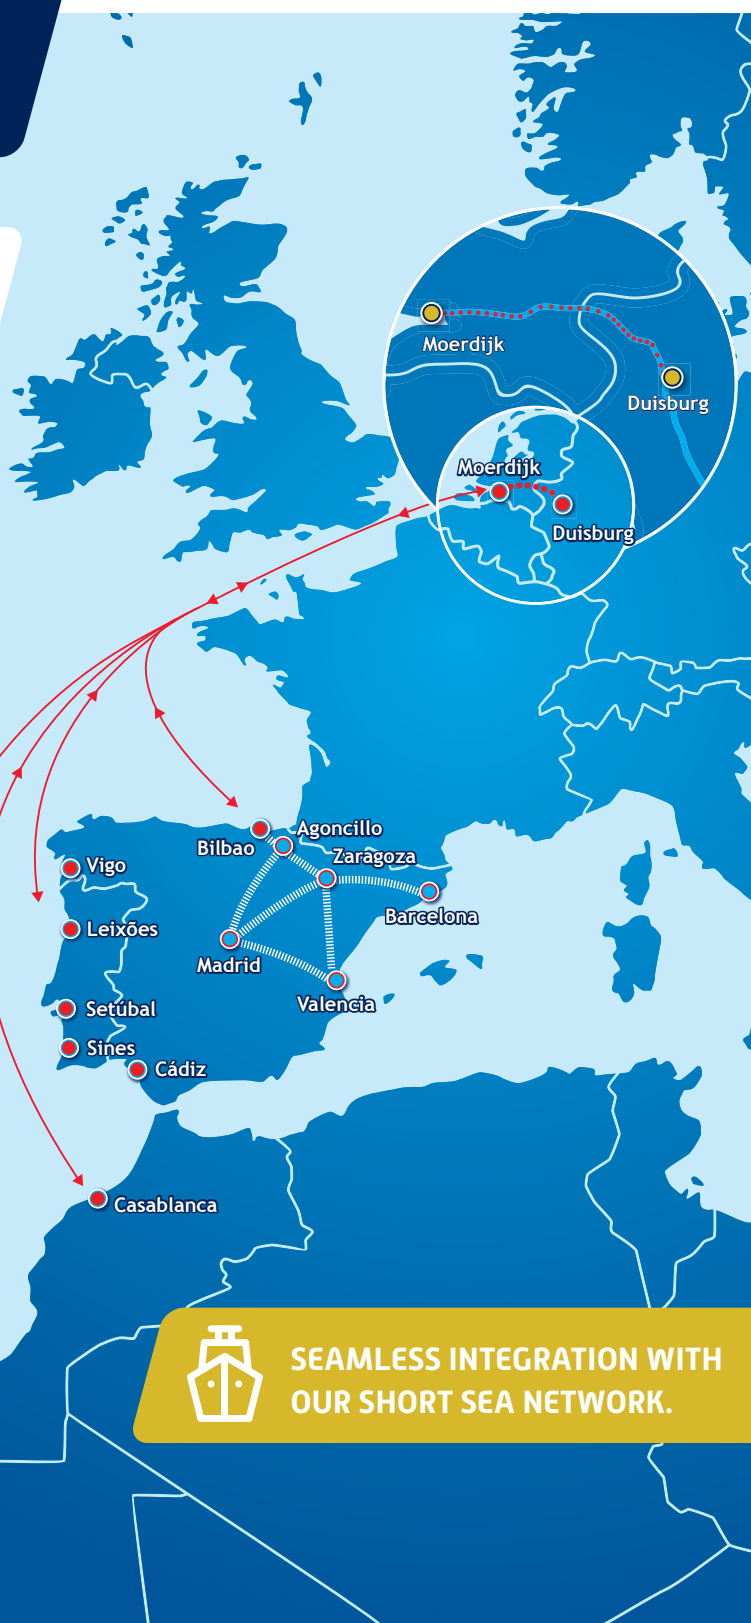 Moerdijk
Duisburg
Moerdijk
Duisburg
Agoncillo
Bilbao
Zaragoza
Vigo
Barcelona
Leixões
Madrid
Valencia
Setúbal
Sines
Cádiz
Casablanca
SEAMLESS INTEGRATION WITH
OUR SHORT SEA NETWORK.